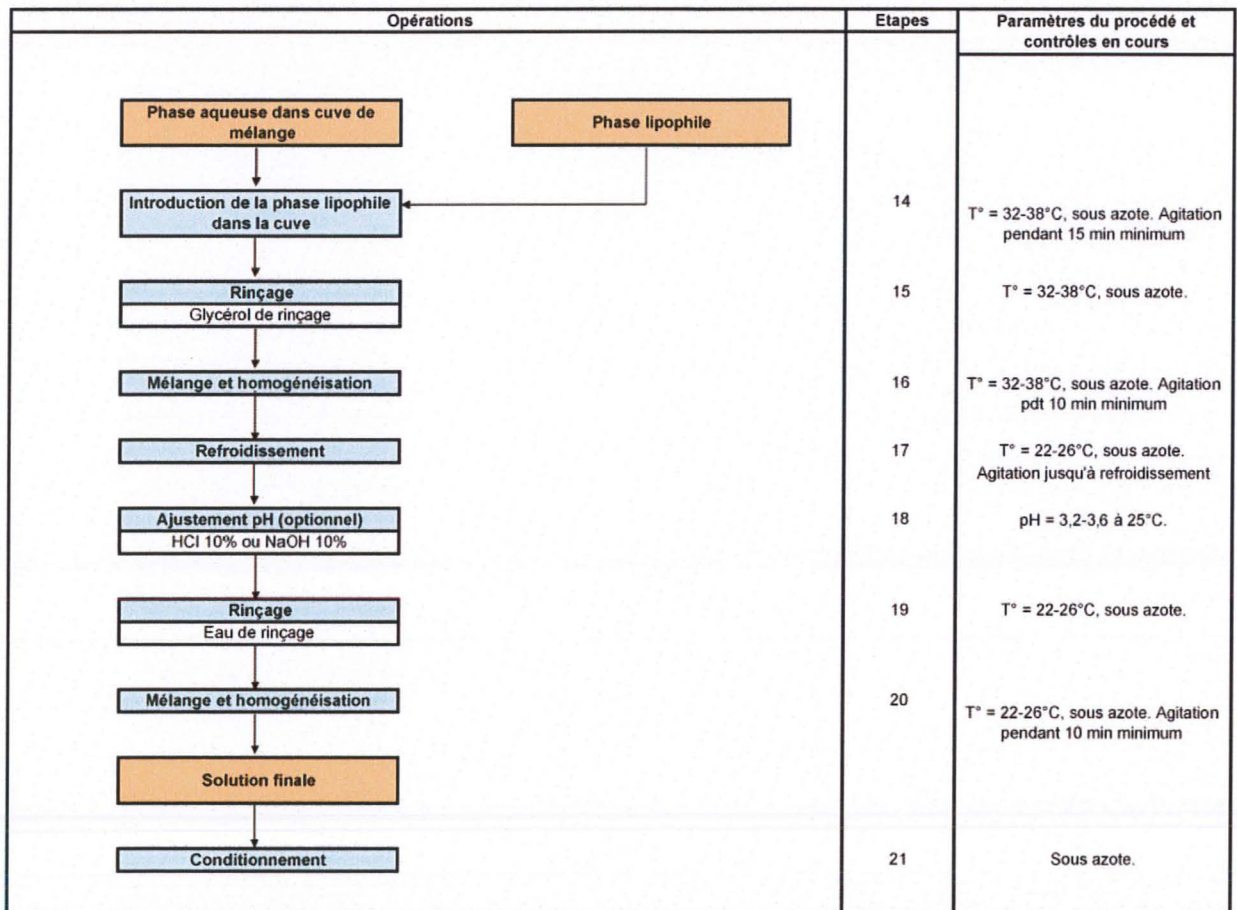 Opérations
Etapes
Paramètres du procédé et
contrôles en cours
Phase aqueuse dans cuve de
mélange
Phase lipophile
Introduction de la phase lipophile
dans la cuve
14
T° = 32-38°C, sous azote. Agitation
pendant 15 min minimum
Rinçage
Glycérol de rinçage
15
T° = 32-38°C, sous azote.
Mélange et homogénéisation
16
T° = 32-38°C, sous azote. Agitation
pdt 10 min minimum
Refroidissement
17
T° = 22-26°C, sous azote.
Agitation jusqu'à refroidissement
Ajustement pH (optionnel)
HCl 10% ou NaOH 10%
18
pH = 3,2-3,6 à 25°C.
Rinçage
Eau de rinçage
19
T° = 22-26°C, sous azote.
Mélange et homogénéisation
20
T° = 22-26°C, sous azote. Agitation
pendant 10 min minimum
Solution finale
Conditionnement
21
Sous azote.